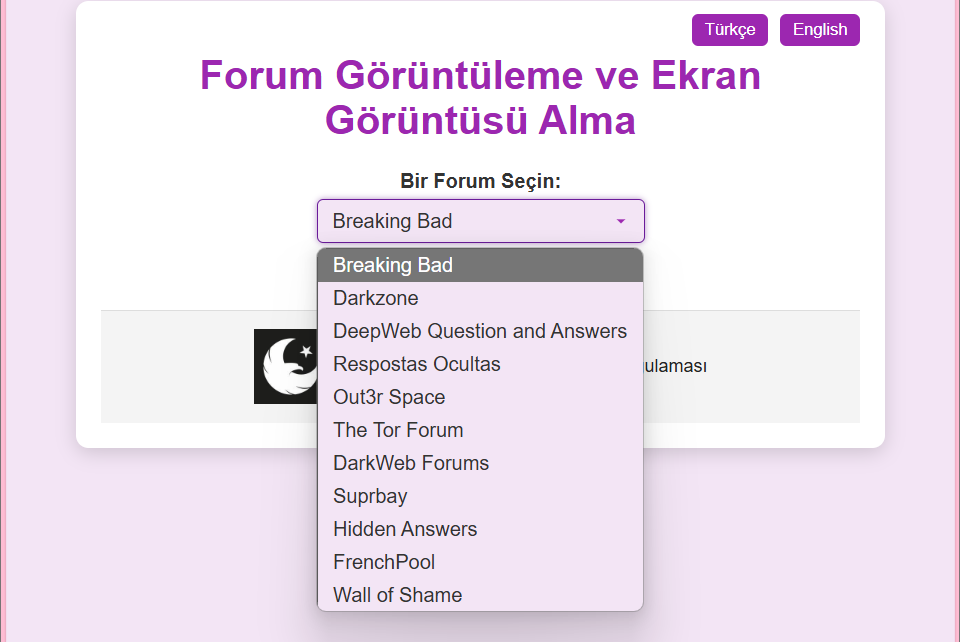 Türkçe English
Forum Görüntüleme ve Ekran
Görüntüsü Alma
Bir Forum Seçin:
Breaking Bad
Breaking Bad
Darkzone
DeepWeb Question and Answers
Respostas Ocultas
ulaması
Out3r Space
The Tor Forum
DarkWeb Forums
Suprbay
Hidden Answers
FrenchPool
Wall of Shame